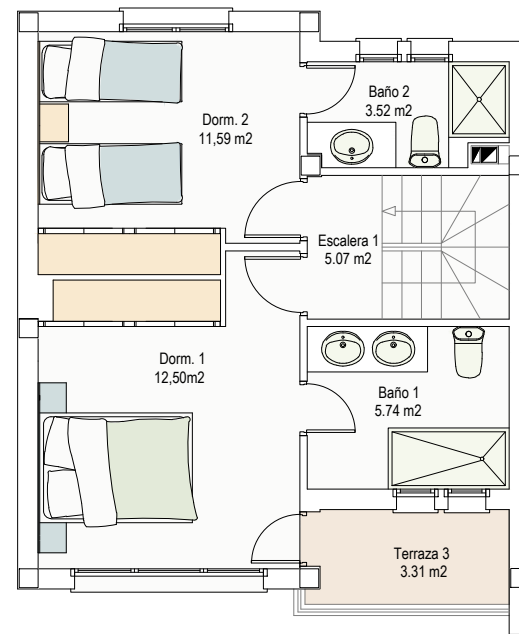 Baño 2
3.52 m2
Dorm. 2
11,59 m2
Escalera 1
5.07 m2
Dorm. 1
12,50m2
Baño 1
5.74 m2
Terraza 3
3.31 m2